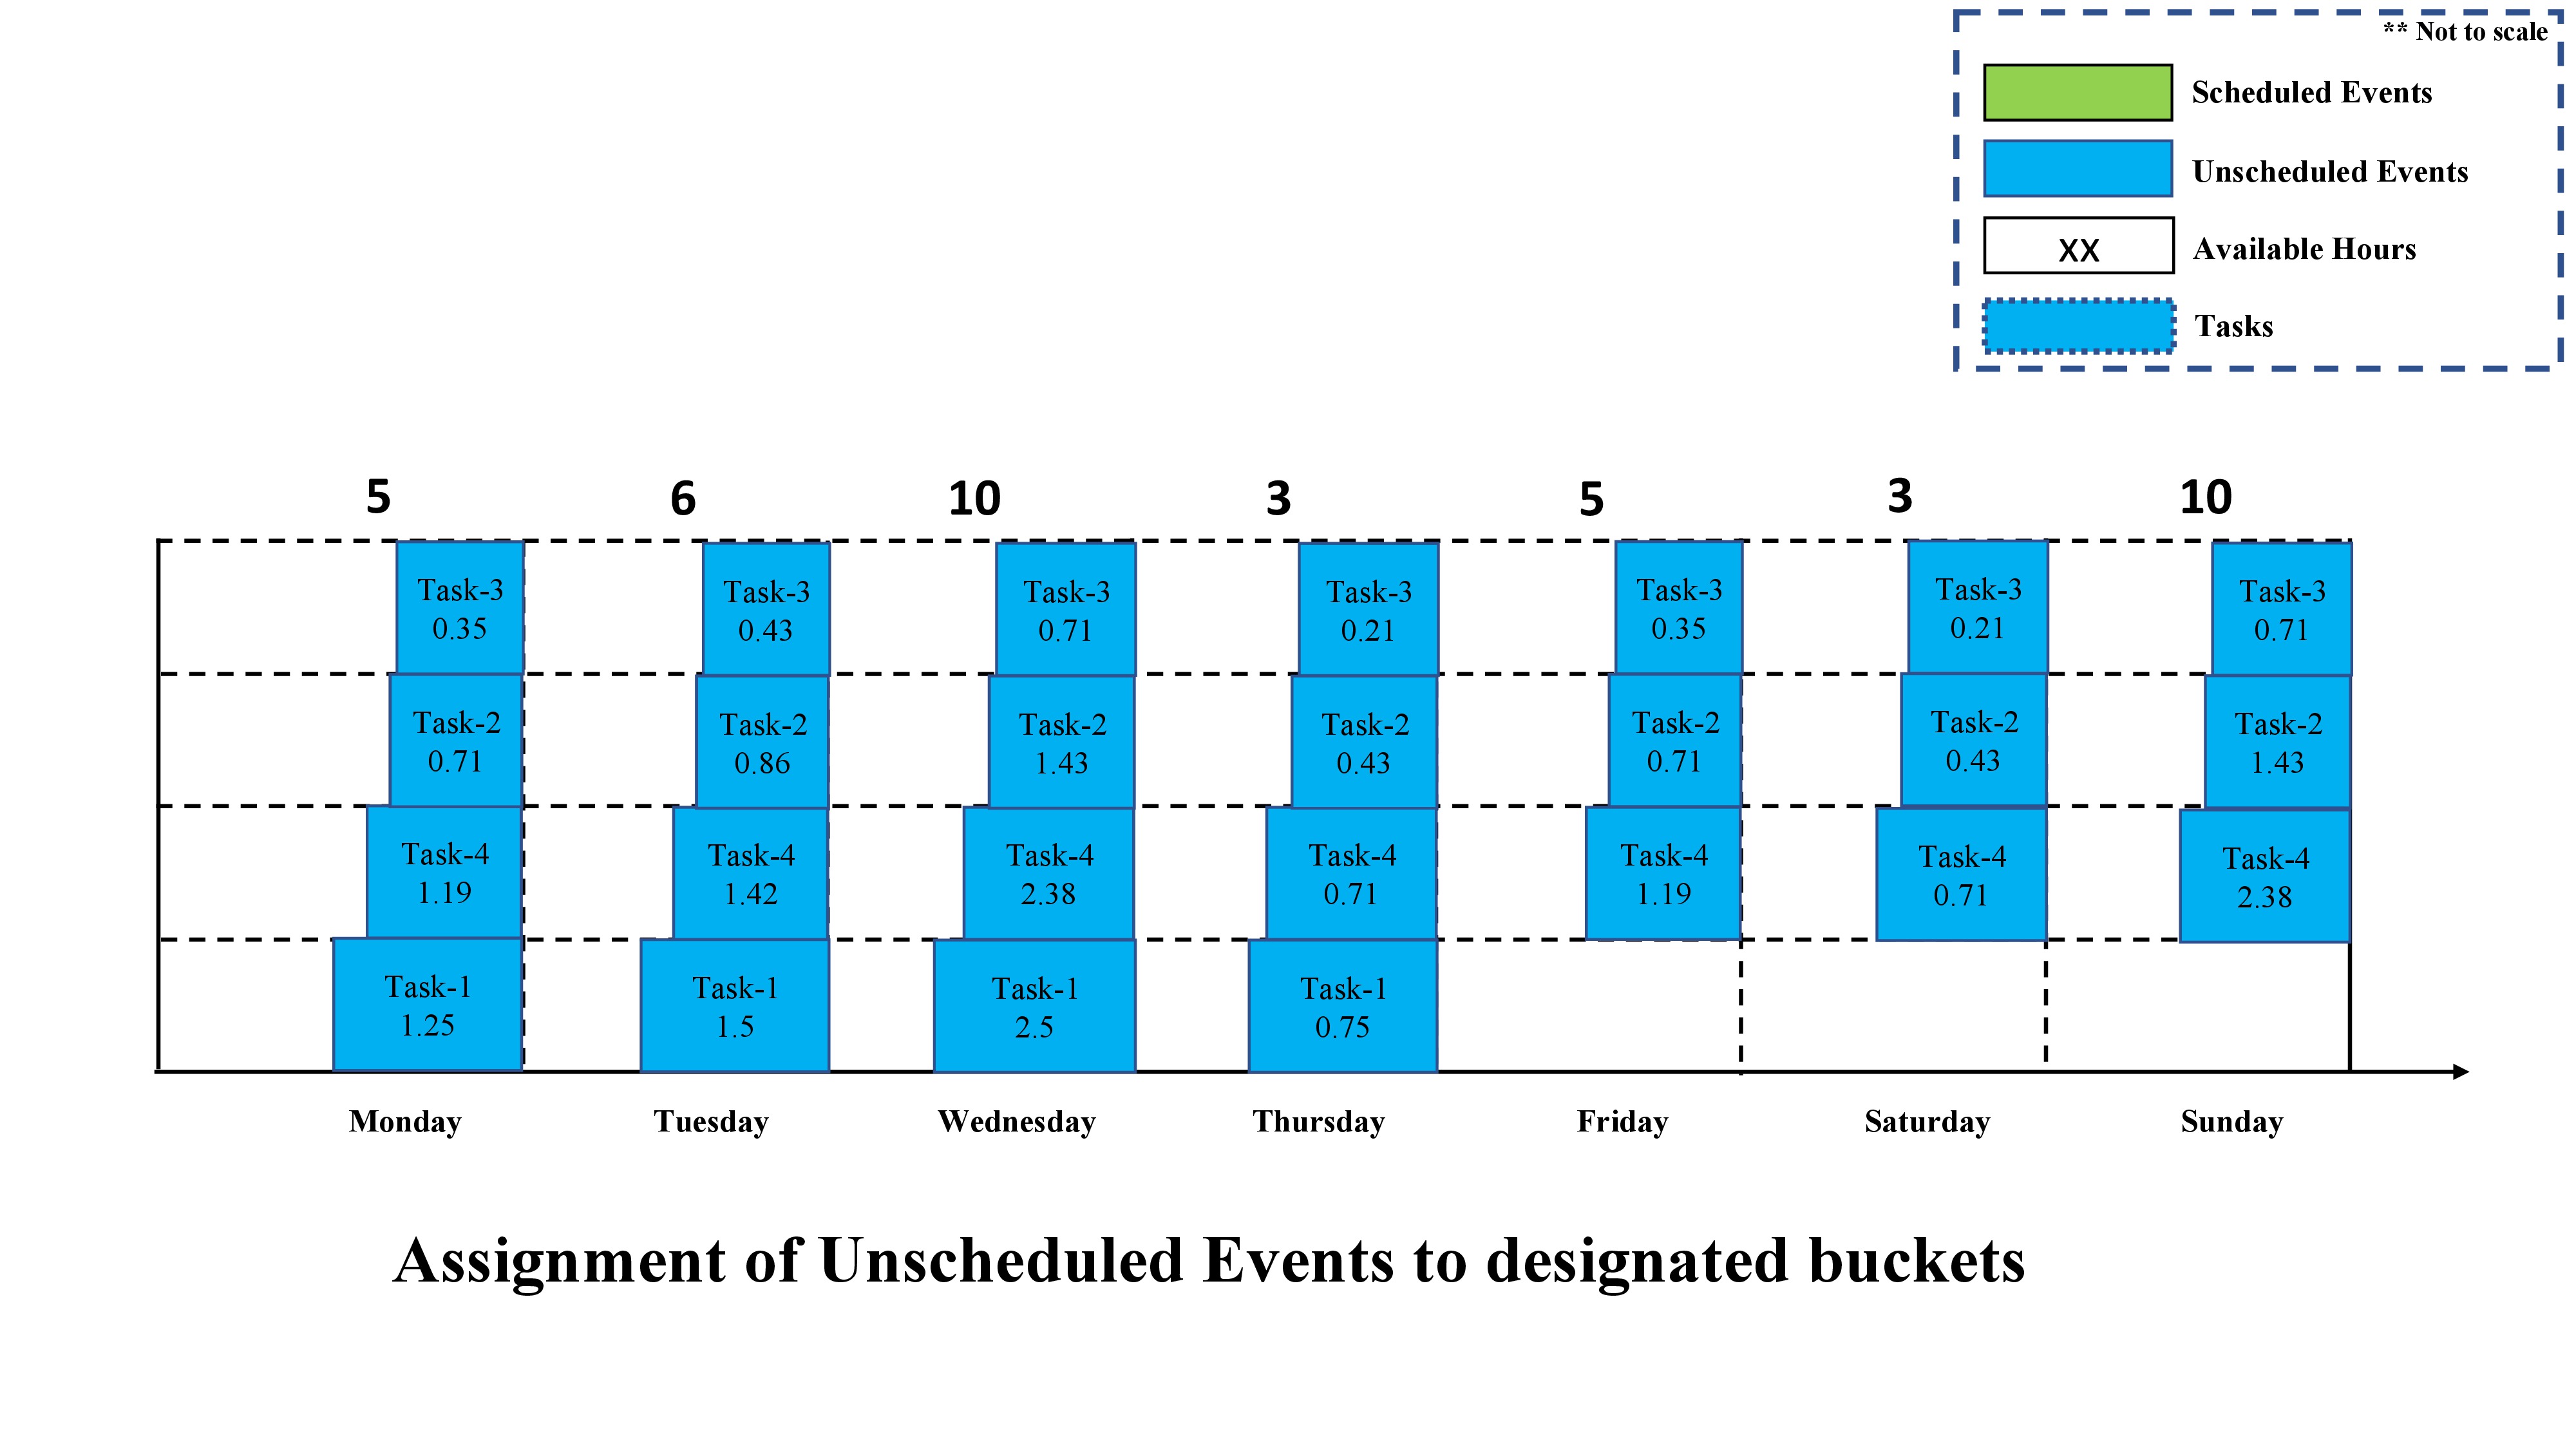 ** Not to scale
Scheduled Events
Unscheduled Events
XX Available Hours
Tasks
5 6 10 3 5 3 10
Task-3 Task-3 Task-3 Task-3 Task-3 Task-3 Task-3
0.35 0.43 0.71 0.21 0.35 0.21 0.71
Task-2 Task-2 Task-2 Task-2 Task-2 Task-2 Task-2
0.71 0.86 1.43 0.43 0.71 0.43 1.43
Task-4 Task-4 Task-4 Task-4 Task-4 Task-4 Task-4
1.19 1.42 2.38 0.71 1.19 0.71 2.38
Task-1 Task-1 Task-1 Task-1
1.25 1.5 2.5 0.75
Monday Tuesday Wednesday Thursday Friday Saturday Sunday
Assignment of Unscheduled Events to designated buckets